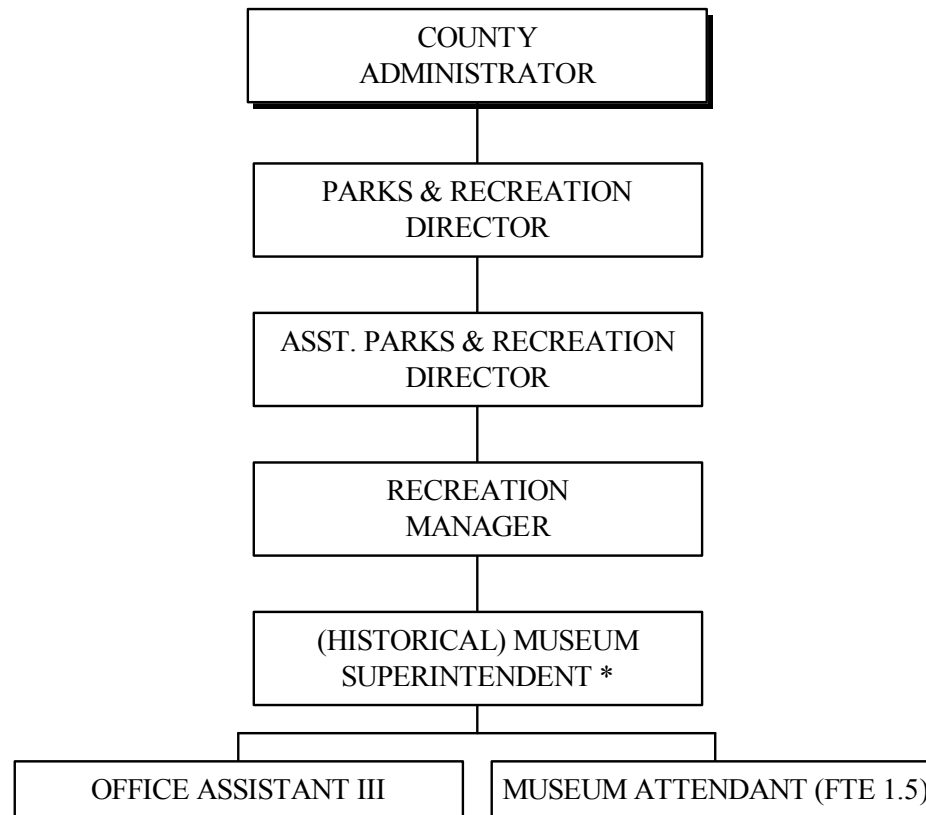 COUNTY
ADMINISTRATOR
PARKS & RECREATION
DIRECTOR
ASST. PARKS & RECREATION
DIRECTOR
RECREATION
MANAGER
(HISTORICAL) MUSEUM
SUPERINTENDENT *
OFFICE ASSISTANT III
MUSEUM ATTENDANT (FTE 1.5)